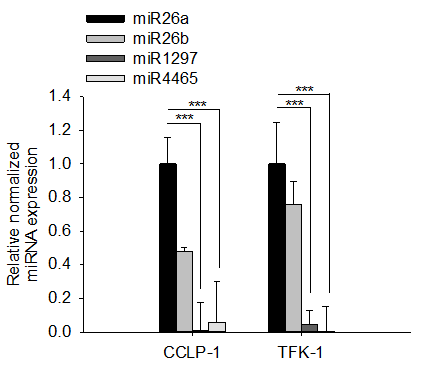 miR26a
miR26b
miR1297
miR4465
Relative normalized
miRNA expression
1.4
1.2
1.0
0.8
0.6
0.4
0.2
0.0
***
***
***
***
CCLP-1
TFK-1